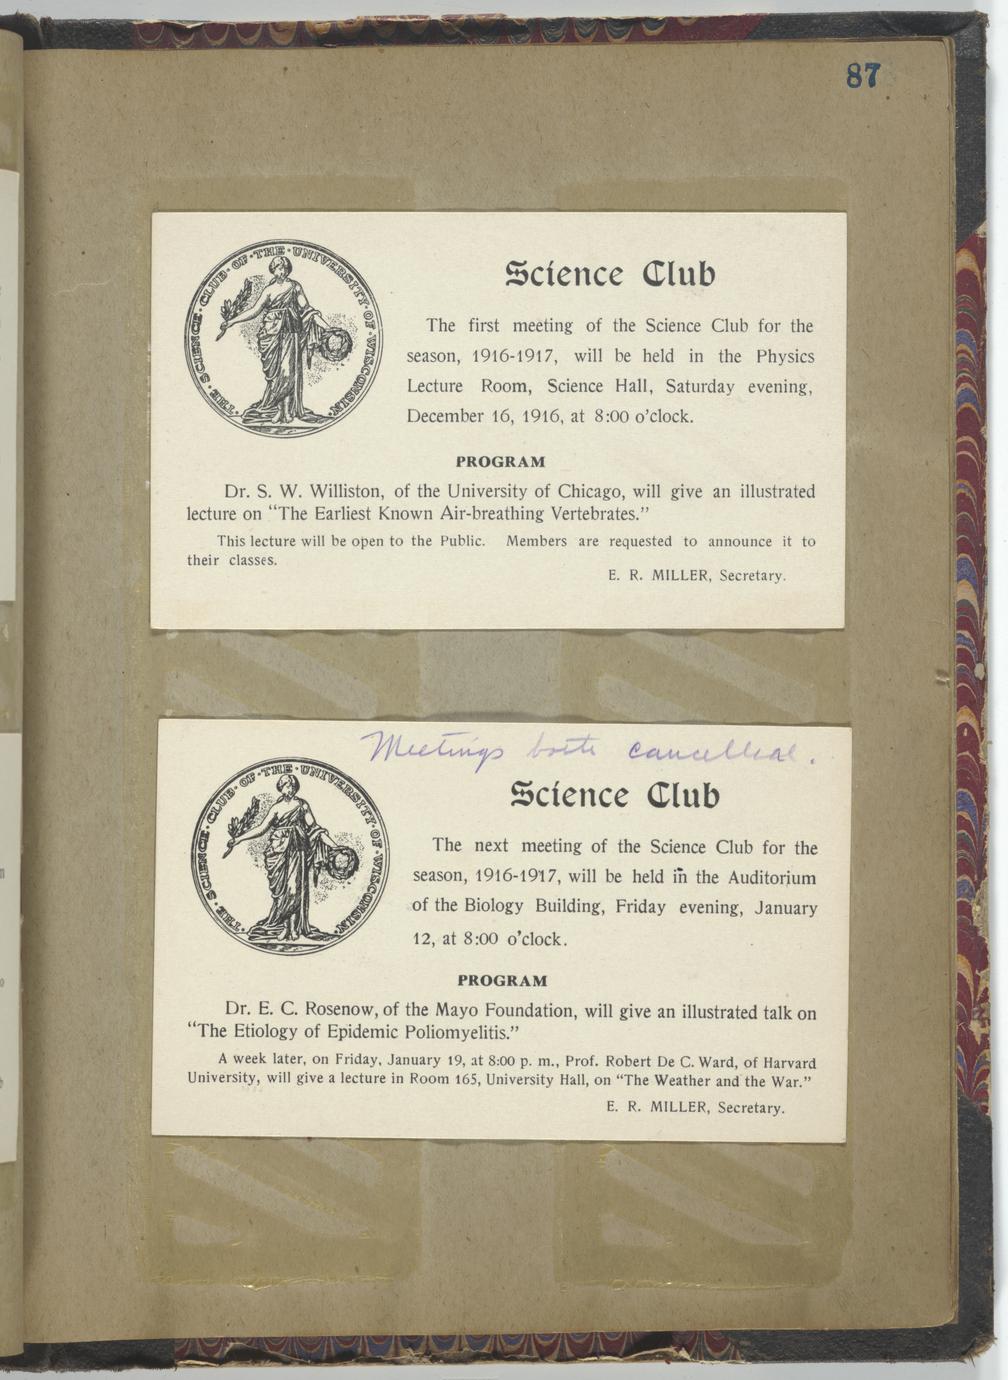 87
THE · SCIENCE · CLUB · OF · THE · UNIVERSITY · OF · WISCONSIN ·
Science Club
The first meeting of the Science Club for the
season, 1916-1917, will be held in the Physics
Lecture Room, Science Hall, Saturday evening,
December 16, 1916, at 8:00 o'clock.
PROGRAM
Dr. S. W. Williston, of the University of Chicago, will give an illustrated
lecture on "The Earliest Known Air-breathing Vertebrates."
This lecture will be open to the Public. Members are requested to announce it to
their classes.
E. R. MILLER, Secretary.
Meetings both cancelled.
THE · SCIENCE · CLUB · OF · THE · UNIVERSITY · OF · WISCONSIN ·
Science Club
The next meeting of the Science Club for the
season, 1916-1917, will be held in the Auditorium
of the Biology Building, Friday evening, January
12, at 8:00 o'clock.
PROGRAM
Dr. E. C. Rosenow, of the Mayo Foundation, will give an illustrated talk on
"The Etiology of Epidemic Poliomyelitis."
A week later, on Friday, January 19, at 8:00 p. m., Prof. Robert De C. Ward, of Harvard
University, will give a lecture in Room 165, University Hall, on "The Weather and the War."
E. R. MILLER, Secretary.